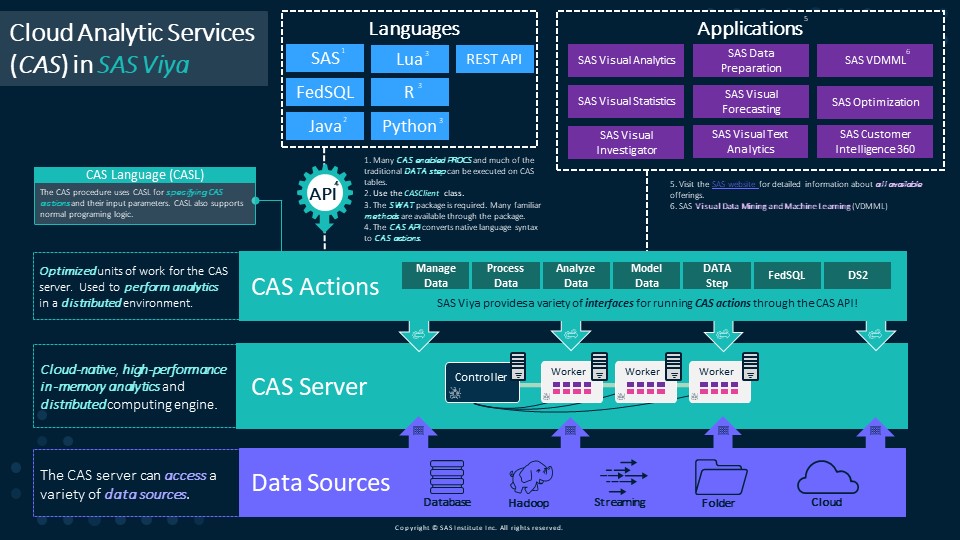 Cloud Analytic Services
(CAS) in SAS Viya
Languages
SAS 1
Lua 3
REST API
FedSQL
R 3
Java 2
Python 3
Applications 5
SAS Visual Analytics
SAS Data
Preparation
SAS VDMML 6
SAS Visual Statistics
SAS Visual
Forecasting
SAS Optimization
SAS Visual
Investigator
SAS Visual Text
Analytics
SAS Customer
Intelligence 360
CAS Language (CASL)
The CAS procedure uses CASL for specifying CAS
actions and their input parameters. CASL also supports
normal programing logic.
API 4
1. Many CAS enabled PROCS and much of the
traditional DATA step can be executed on CAS
tables.
2. Use the CASClient class.
3. The SWAT package is required. Many familiar
methods are available through the package.
4. The CAS API converts native language syntax
to CAS actions.
5. Visit the SAS website for detailed information about all available
offerings.
6. SAS Visual Data Mining and Machine Learning (VDMML)
Optimized units of work for the CAS
server. Used to perform analytics
in a distributed environment.
CAS Actions
Manage
Data
Process
Data
Analyze
Data
Model
Data
DATA
Step
FedSQL
DS2
SAS Viya provides a variety of interfaces for running CAS actions through the CAS API!
Cloud-native, high-performance
in-memory analytics and
distributed computing engine.
CAS Server
Controller
Worker
Worker
Worker
The CAS server can access a
variety of data sources.
Data Sources
Database
Hadoop
Streaming
Folder
Cloud
Copyright © SAS Institute Inc. All rights reserved.